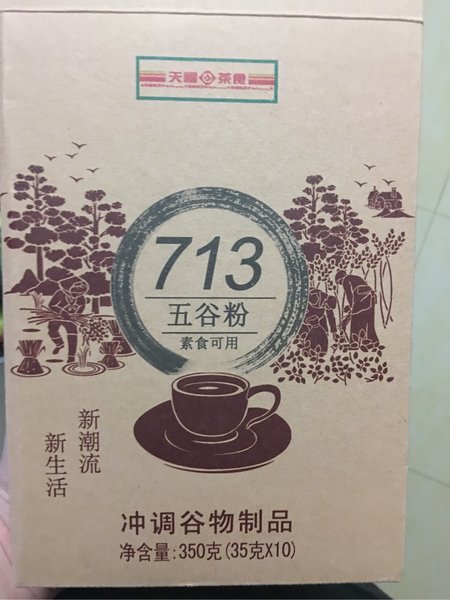 天福 茶食
713
五谷粉
素食可用
新潮流
新生活
冲调谷物制品
净含量:350克(35克X10)